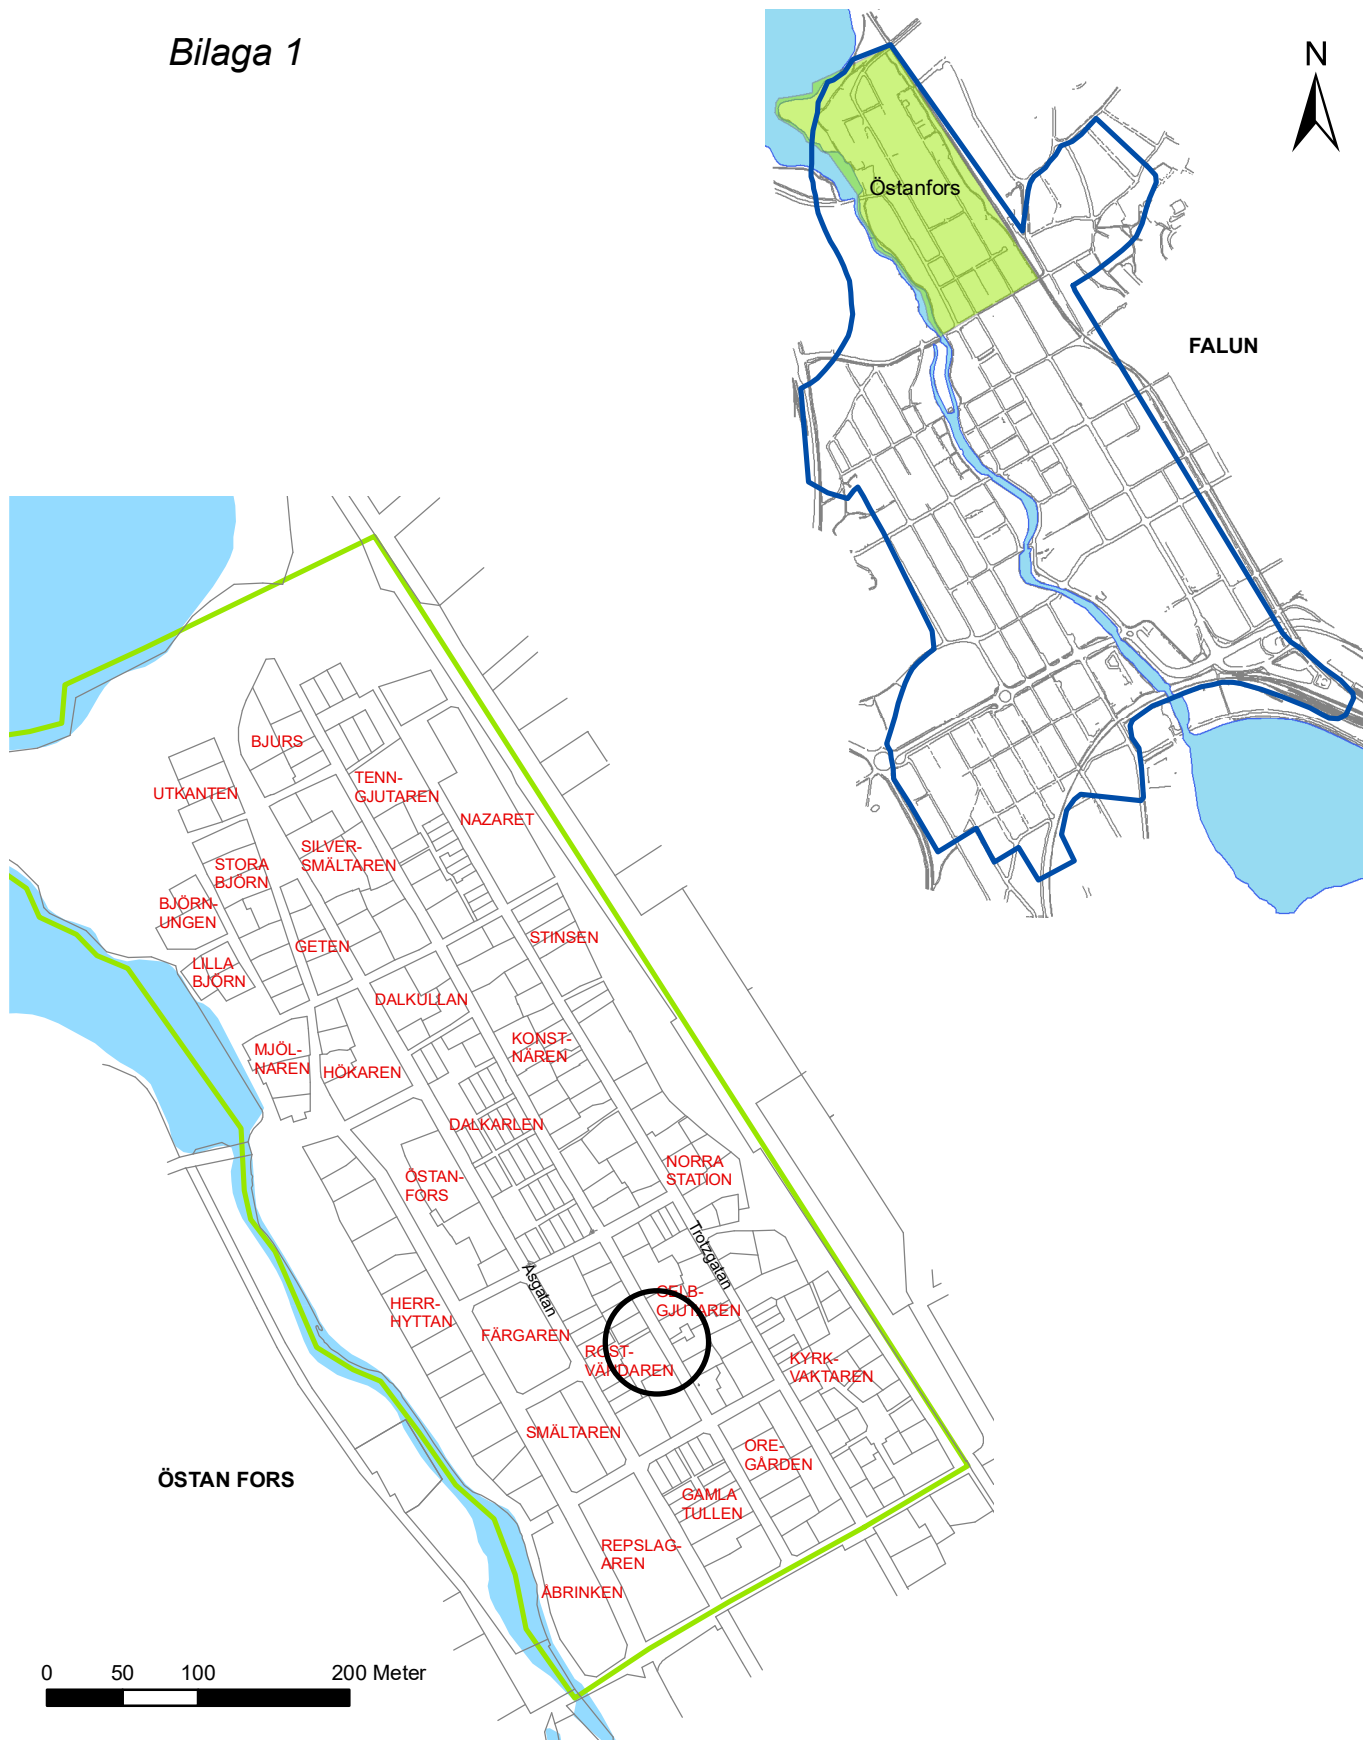 Bilaga 1
N
Östanfors
FALUN
BJURS
UTKANTEN
TENN-
GJUTAREN
NAZARET
SILVER-
SMÄLTAREN
STORA
BJÖRN
BJÖRN-
UNGEN
GETEN
STINSEN
LILLA
BJÖRN
DALKULLAN
KONST-
NÄREN
MJÖL-
NAREN
HÖKAREN
DALKARLEN
ÖSTAN-
FORS
NORRA
STATION
Trotzgatan
Åsgatan
GELB-
GJUTAREN
HERR-
HYTTAN
FÄRGAREN
ROST-
VÄNDAREN
KYRK-
VAKTAREN
SMÄLTAREN
ORE-
GÅRDEN
ÖSTAN FORS
GAMLA
TULLEN
REPSLAG-
AREN
ÅBRINKEN
0 50 100 200 Meter